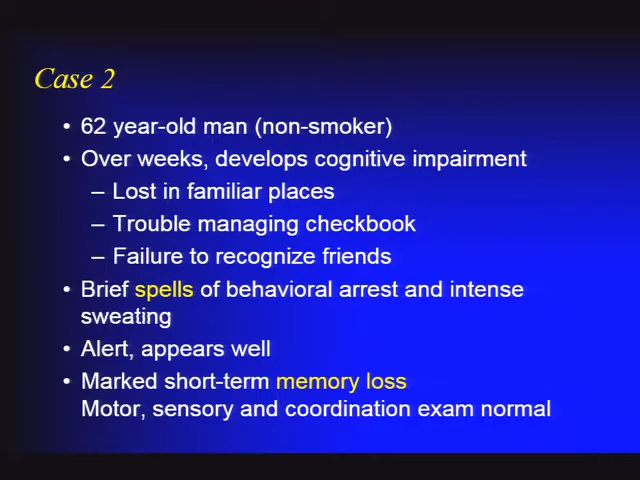 Case 2
• 62 year-old man (non-smoker)
• Over weeks, develops cognitive impairment
– Lost in familiar places
– Trouble managing checkbook
– Failure to recognize friends
• Brief spells of behavioral arrest and intense
sweating
• Alert, appears well
• Marked short-term memory loss
Motor, sensory and coordination exam normal